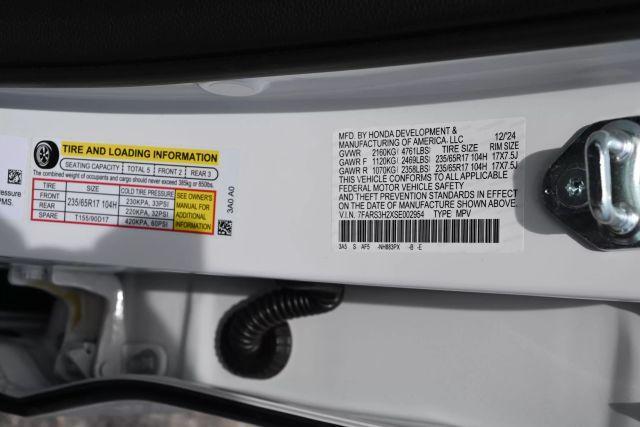 Pressure
TPMS.
TIRE AND LOADING INFORMATION
SEATING CAPACITY TOTAL 5 FRONT 2 REAR 3
The combined weight of occupants and cargo should never exceed 385kg or 850lbs.
TIRE SIZE COLD TIRE PRESSURE
FRONT 235/65R17 104H 230KPA, 33PSI
REAR 220KPA, 32PSI
SPARE T155/90D17 420KPA, 60PSI
SEE OWNER'S
MANUAL FOR
ADDITIONAL
INFORMATION
3A0 A0
MFD. BY HONDA DEVELOPMENT & 12/'24
MANUFACTURING OF AMERICA, LLC
GVWR 2160KG( 4761LBS) TIRE SIZE RIM SIZE
GAWR F 1120KG( 2469LBS) 235/65R17 104H 17X7.5J
GAWR R 1070KG( 2358LBS) 235/65R17 104H 17X7.5J
THIS VEHICLE CONFORMS TO ALL APPLICABLE
FEDERAL MOTOR VEHICLE SAFETY AND
THEFT PREVENTION STANDARDS IN EFFECT
ON THE DATE OF MANUFACTURE SHOWN ABOVE.
V.I.N. 7FARS3H2XSE002954 TYPE MPV
3A5 S AF5 -NH883PX -B -E